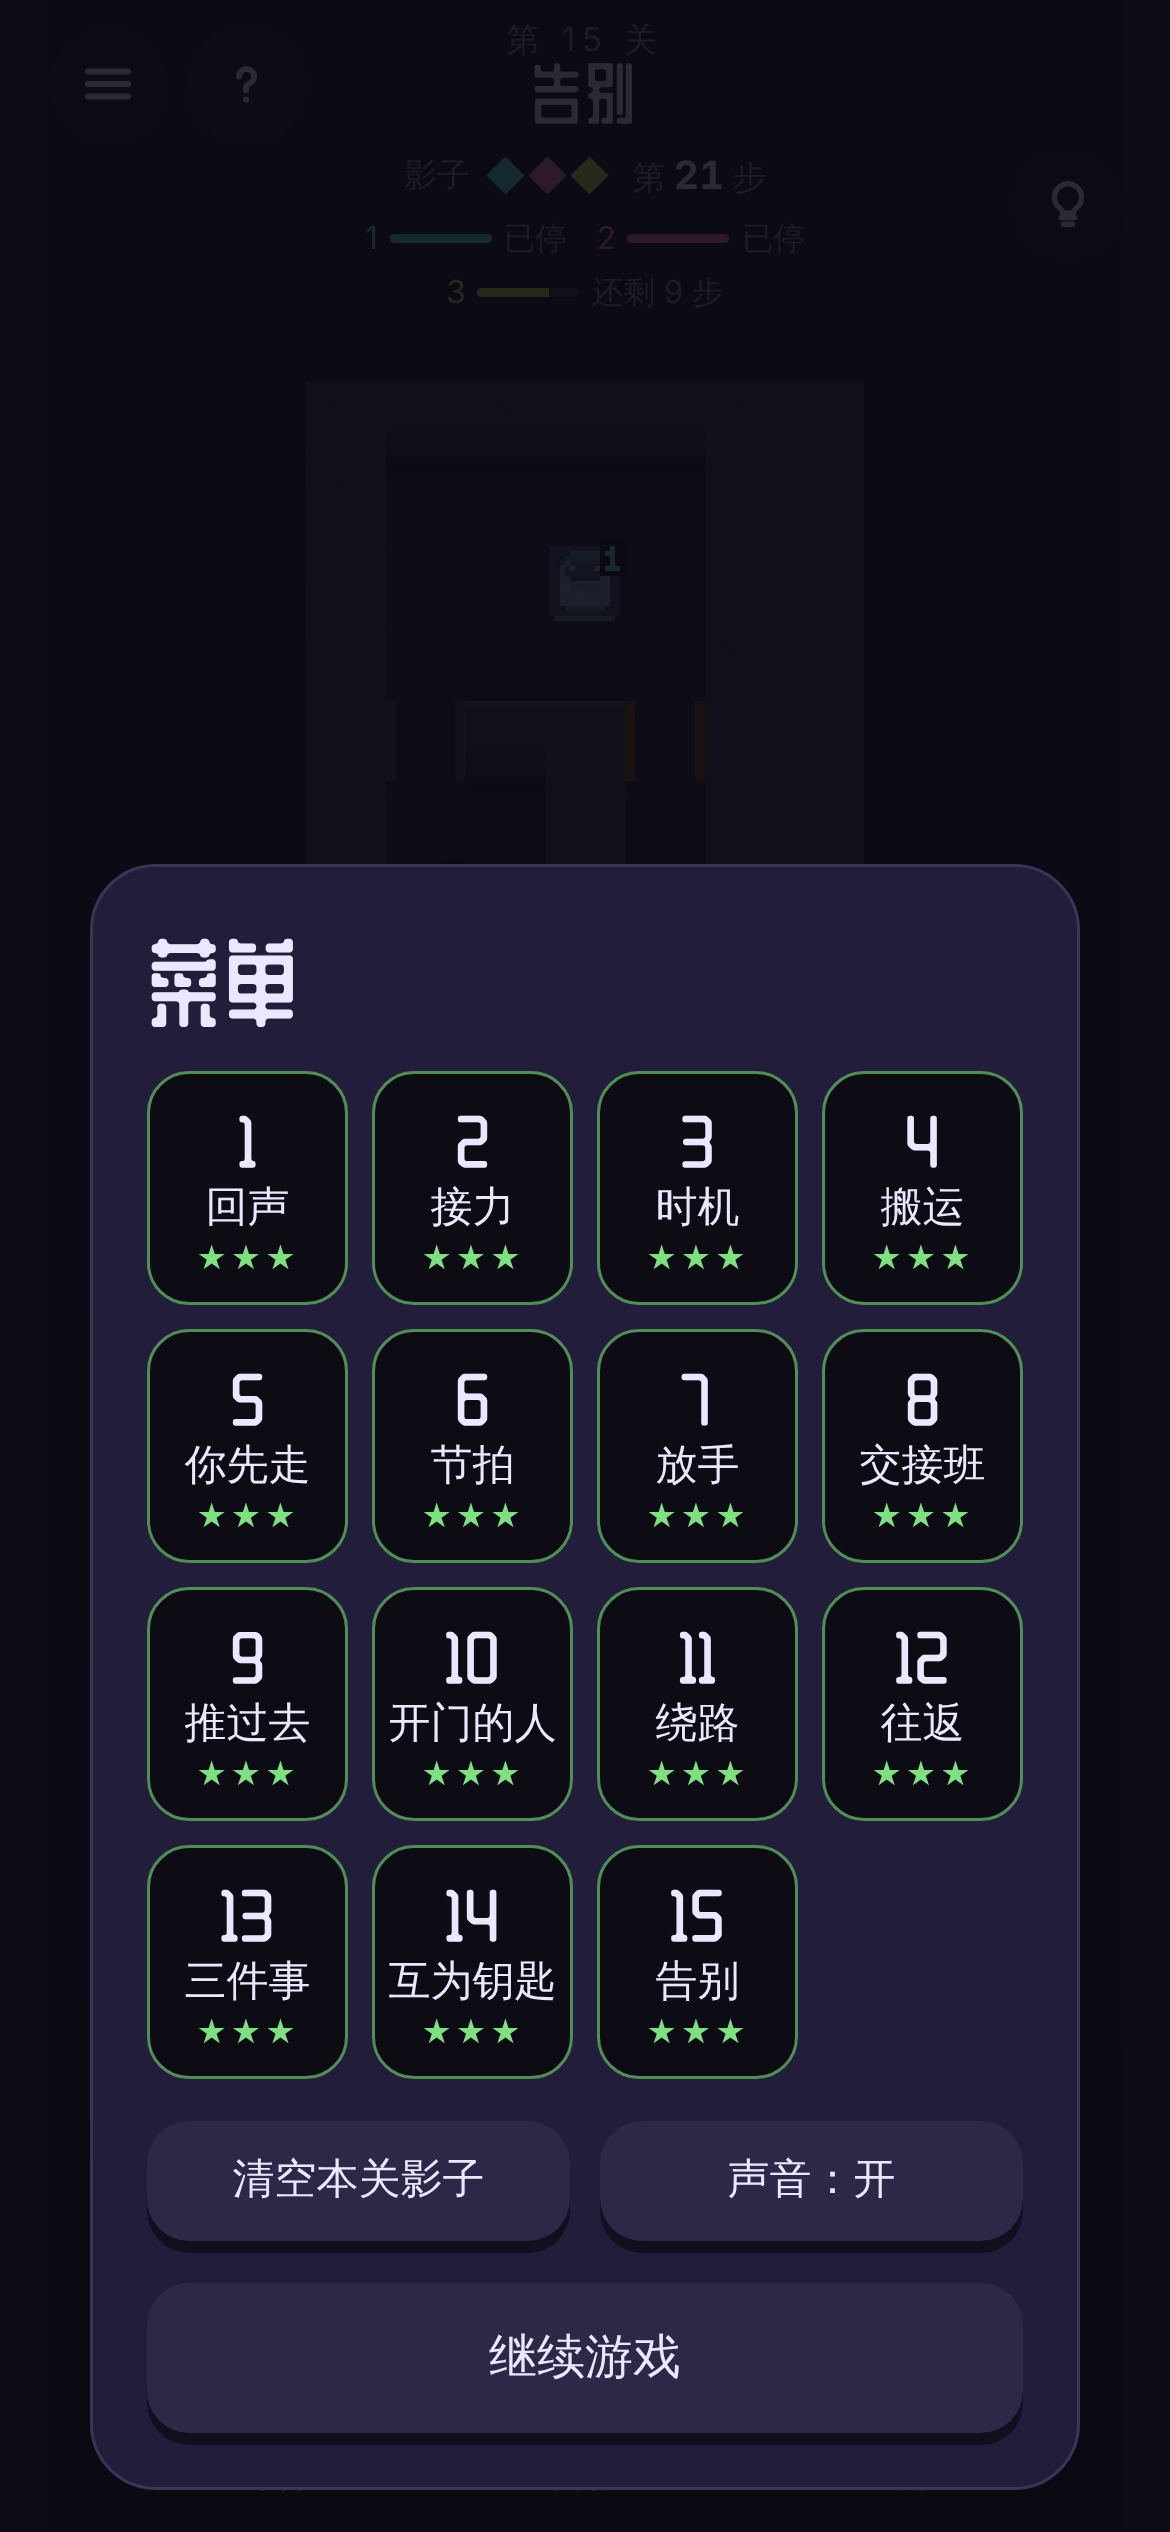 第 15 关
?
告别
影子 第 21 步
1 已停 2 已停
3 还剩 9 步
1
菜单
1
回声
★★★
2
接力
★★★
3
时机
★★★
4
搬运
★★★
5
你先走
★★★
6
节拍
★★★
7
放手
★★★
8
交接班
★★★
9
推过去
★★★
10
开门的人
★★★
11
绕路
★★★
12
往返
★★★
13
三件事
★★★
14
互为钥匙
★★★
15
告别
★★★
清空本关影子
声音：开
继续游戏